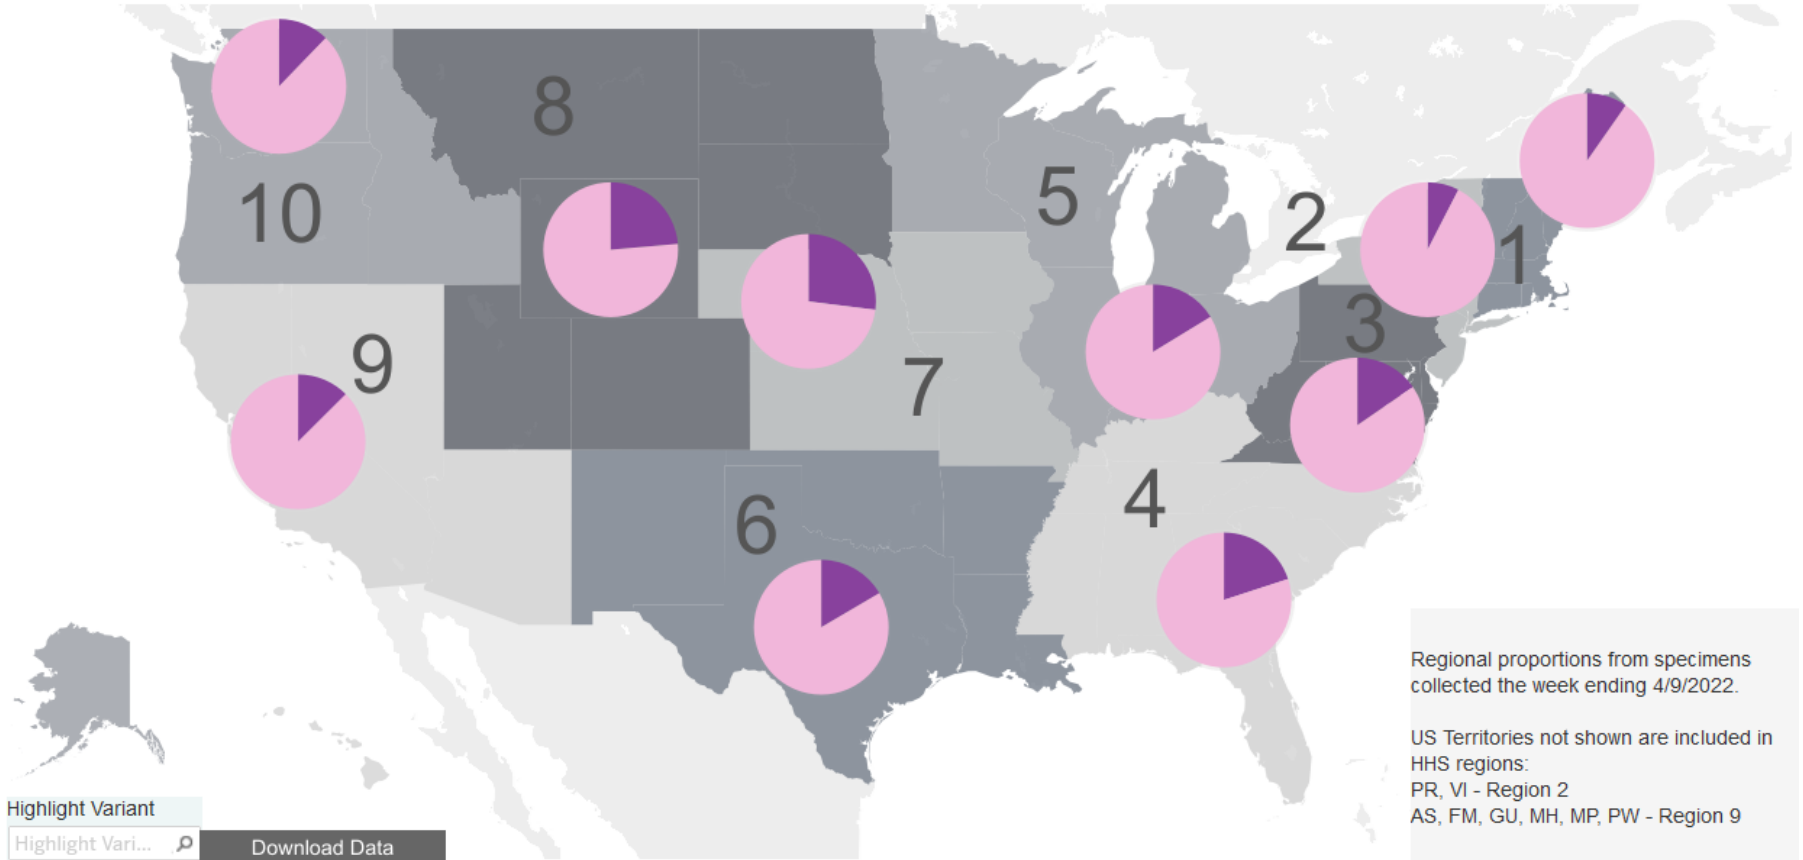 8
10
5
2
1
3
9
7
6
4
Regional proportions from specimens
collected the week ending 4/9/2022.
US Territories not shown are included in
HHS regions:
PR, VI - Region 2
AS, FM, GU, MH, MP, PW - Region 9
Highlight Variant
Highlight Vari...
Download Data